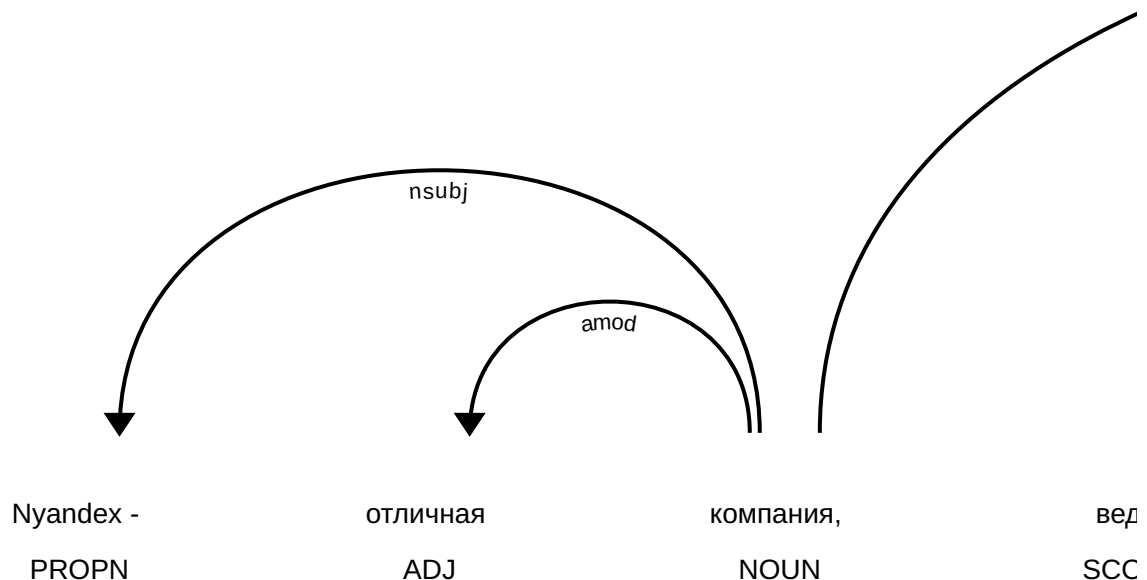 nsubj
amod
Nyandex - отличная компания,
PROPN ADJ NOUN